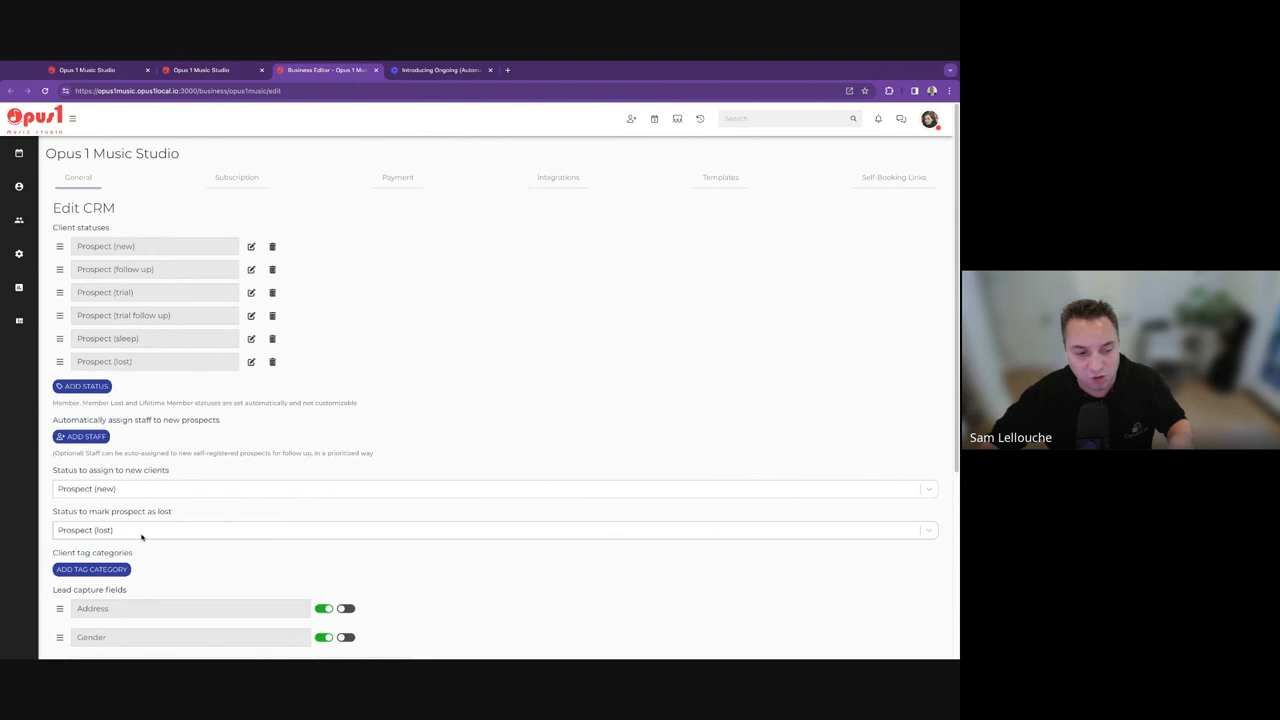 Opus 1 Music Studio
Opus 1 Music Studio
Business Editor - Opus 1 Mu
Introducing Ongoing (Autom
https://opus1music.opus1local.io:3000/business/opus1music/edit
Opus1
MUSIC STUDIO
Search
Opus 1 Music Studio
General
Subscription
Payment
Integrations
Templates
Self-Booking Links
Edit CRM
Client statuses
Prospect (new)
Prospect (follow up)
Prospect (trial)
Prospect (trial follow up)
Prospect (sleep)
Prospect (lost)
ADD STATUS
Member, Member Lost and Lifetime Member statuses are set automatically and not customizable
Automatically assign staff to new prospects
ADD STAFF
(Optional) Staff can be auto-assigned to new self-registered prospects for follow up, in a prioritized way
Status to assign to new clients
Prospect (new)
Status to mark prospect as lost
Prospect (lost)
Client tag categories
ADD TAG CATEGORY
Lead capture fields
Address
Gender
Sam Lellouche